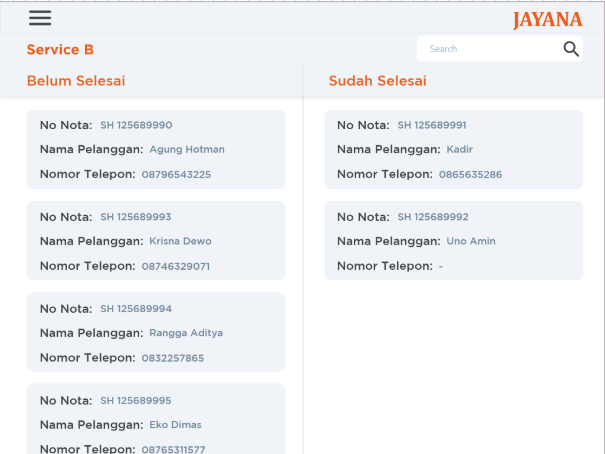 JAYANA
Service B
Search
Belum Selesai
No Nota: SH 125689990
Nama Pelanggan: Agung Hotman
Nomor Telepon: 08796543225
No Nota: SH 125689993
Nama Pelanggan: Krisna Dewo
Nomor Telepon: 08746329071
No Nota: SH 125689994
Nama Pelanggan: Rangga Aditya
Nomor Telepon: 0832257865
No Nota: SH 125689995
Nama Pelanggan: Eko Dimas
Nomor Telepon: 08765311577
Sudah Selesai
No Nota: SH 125689991
Nama Pelanggan: Kadir
Nomor Telepon: 0865635286
No Nota: SH 125689992
Nama Pelanggan: Uno Amin
Nomor Telepon: -